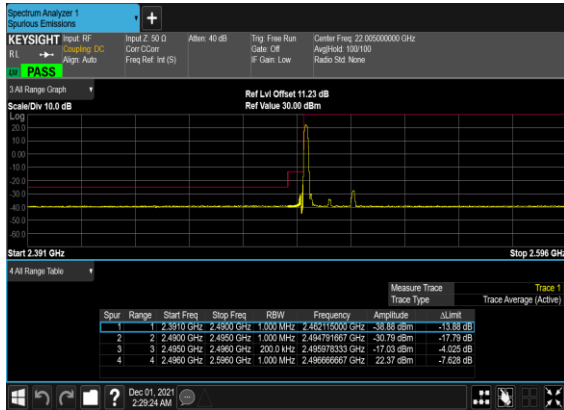 Spectrum Analyzer 1
Spurious Emissions
KEYSIGHT Input: RF Input Z: 50 Ω Atten: 40 dB Trig: Free Run Center Freq: 22.005000000 GHz
RL Coupling: DC Corr CCorr Gate: Off Avg|Hold: 100/100
Align: Auto Freq Ref: Int (S) IF Gain: Low Radio Std: None
LU PASS
3 All Range Graph
Ref Lvl Offset 11.23 dB
Scale/Div 10.0 dB Ref Value 30.00 dBm
Log
20.0
10.0
0.00
-10.0
-20.0
-30.0
-40.0
-50.0
-60.0
Start 2.391 GHz Stop 2.596 GHz
4 All Range Table
Measure Trace Trace 1
Trace Type Trace Average (Active)
Spur Range Start Freq Stop Freq RBW Frequency Amplitude ΔLimit
1 1 2.3910 GHz 2.4900 GHz 1.000 MHz 2.462115000 GHz -38.88 dBm -13.88 dB
2 2 2.4900 GHz 2.4950 GHz 1.000 MHz 2.494791667 GHz -30.79 dBm -17.79 dB
3 3 2.4950 GHz 2.4960 GHz 200.0 kHz 2.495978333 GHz -17.03 dBm -4.025 dB
4 4 2.4960 GHz 2.5960 GHz 1.000 MHz 2.496666667 GHz 22.37 dBm -7.628 dB
? Dec 01, 2021
2:29:24 AM